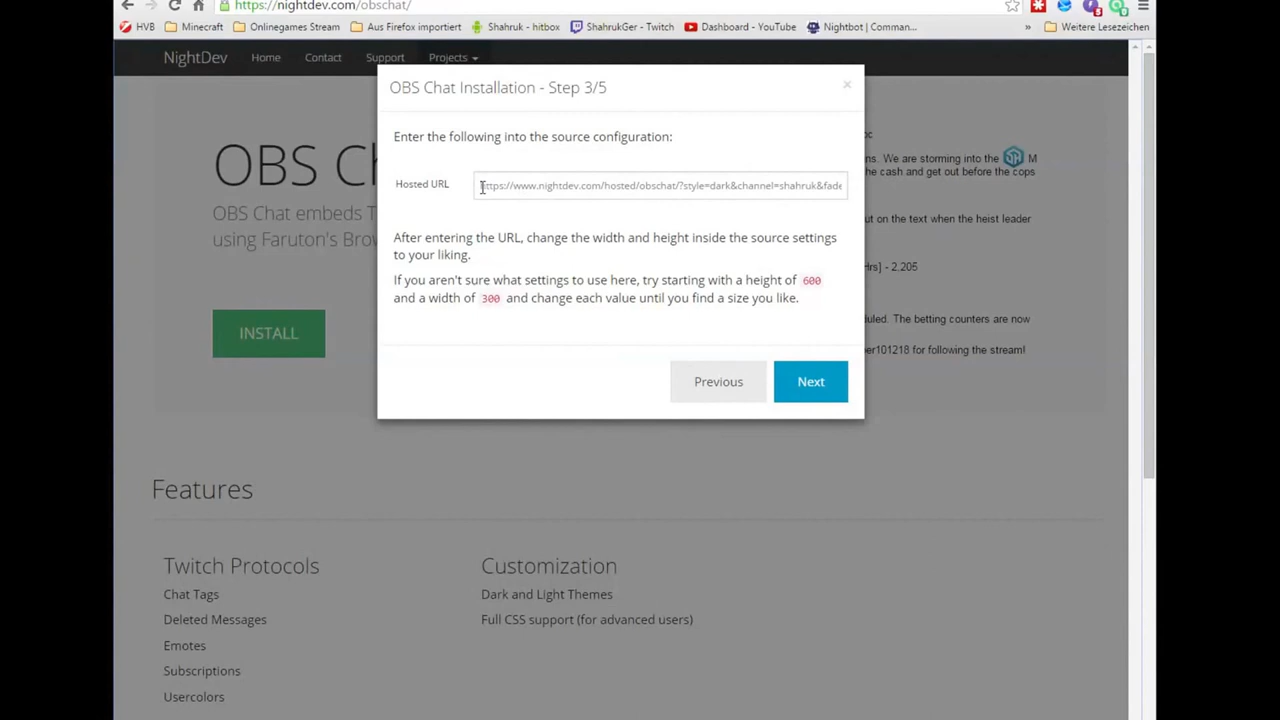 https://nightdev.com/obschat/
HVB Minecraft Onlinegames Stream Aus Firefox importiert Shahruk - hitbox ShahrukGer - Twitch Dashboard - YouTube Nightbot (Comman... » Weitere Lesezeichen
NightDev Home Contact Support Projects
OBS Chat Installation - Step 3/5 ×
Enter the following into the source configuration:
Hosted URL https://www.nightdev.com/hosted/obschat/?style=dark&channel=shahruk&fade
After entering the URL, change the width and height inside the source settings
to your liking.
If you aren't sure what settings to use here, try starting with a height of 600
and a width of 300 and change each value until you find a size you like.
Previous Next
OBS Ch
OBS Chat embeds T
using Faruton's Brow
INSTALL
ns. We are storming into the M
he cash and get out before the cops
out on the text when the heist leader
Hrs] - 2,205
duled. The betting counters are now
er101218 for following the stream!
Features
Twitch Protocols
Chat Tags
Deleted Messages
Emotes
Subscriptions
Usercolors
Customization
Dark and Light Themes
Full CSS support (for advanced users)